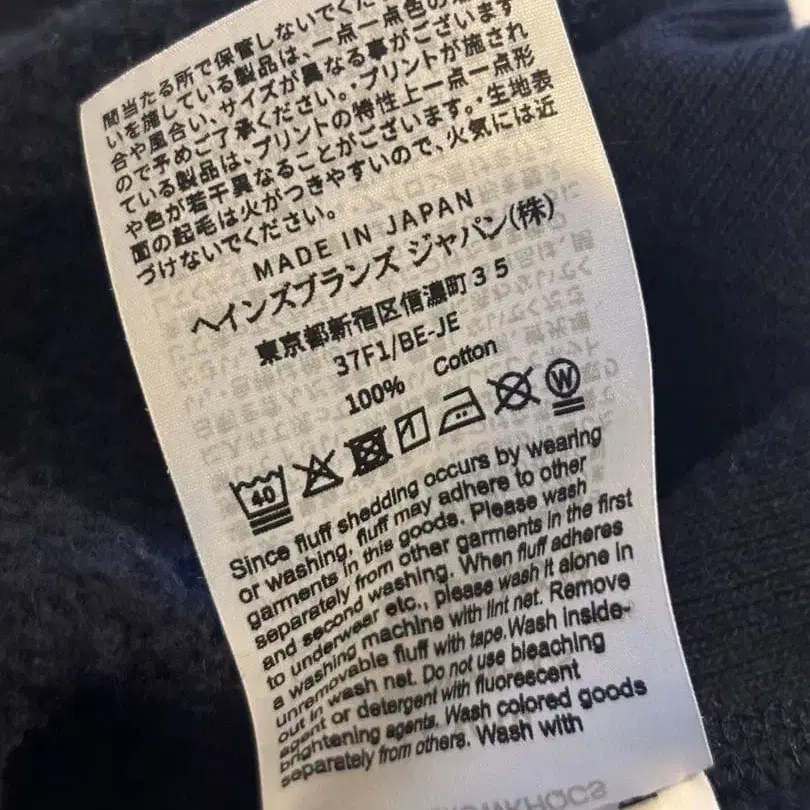 間当たる所で保管しないでくだ
いを施している製品は、一点一点色の
合や風合い、サイズが異なる事がございます
ので予めご了承ください。・プリントが施され
ている製品は、プリントの特性上一点一点形
や色が若干異なることがございます。・生地表
面の起毛は火がつきやすいので、火気には近
づけないでください。
MADE IN JAPAN
ヘインズブランズ ジャパン(株)
東京都新宿区信濃町35
37F1/BE-JE
100% Cotton
40 W
Since fluff shedding occurs by wearing
or washing, fluff may adhere to other
garments in this goods. Please wash
separately from other garments in the first
and second washing. When fluff adheres
to underwear etc., please wash it alone in
a washing machine with lint net. Remove
unremovable fluff with tape.Wash inside-
out in wash net. Do not use bleaching
agent or detergent with fluorescent
brightening agents. Wash colored goods
separately from others. Wash with